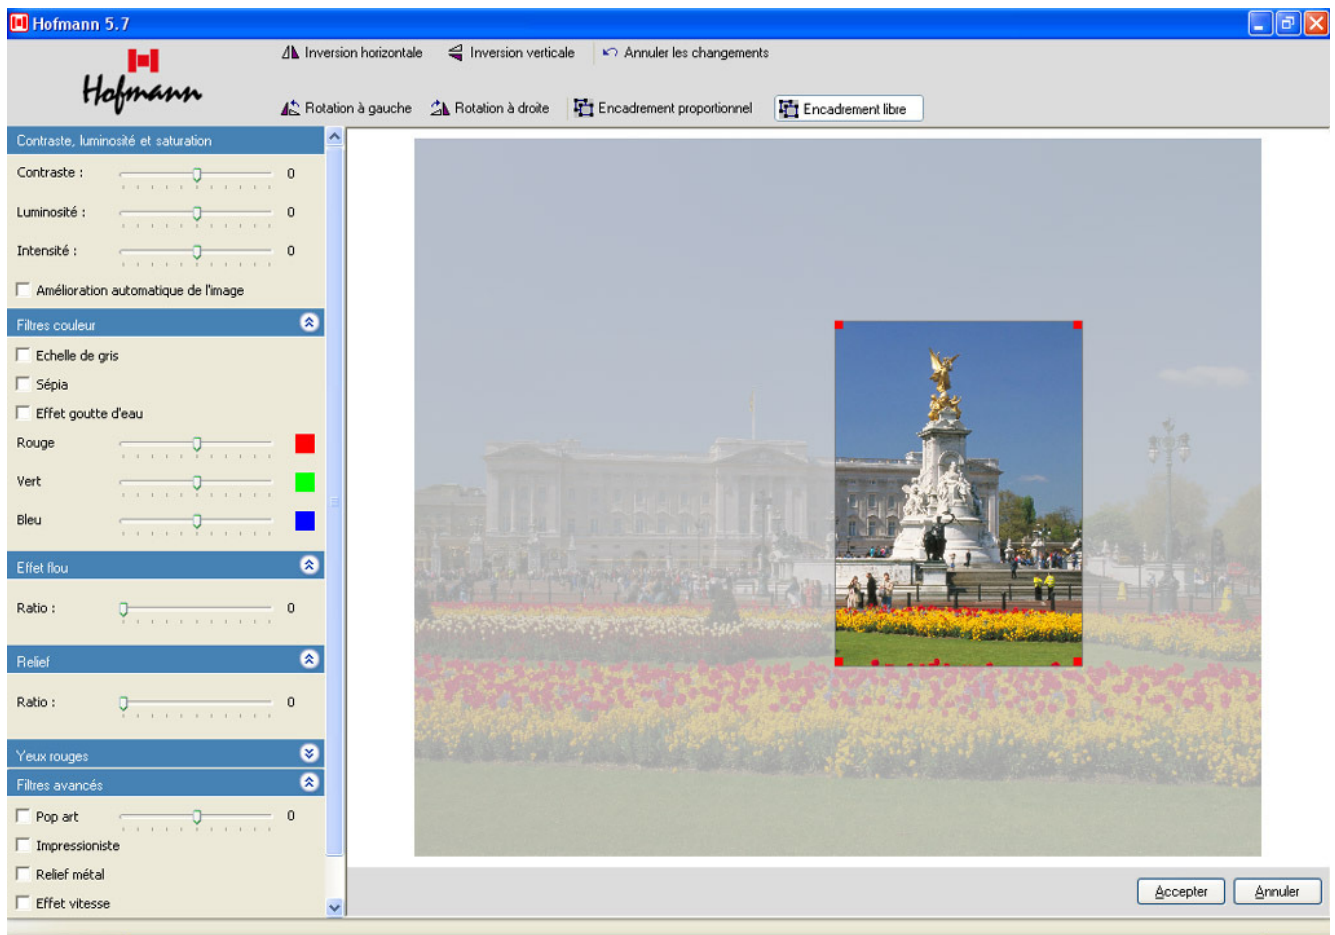 Hofmann 5.7
Hofmann
Inversion horizontale Inversion verticale Annuler les changements
Rotation à gauche Rotation à droite Encadrement proportionnel Encadrement libre
Contraste, luminosité et saturation
Contraste : 0
Luminosité : 0
Intensité : 0
Amélioration automatique de l'image
Filtres couleur
Echelle de gris
Sépia
Effet goutte d'eau
Rouge
Vert
Bleu
Effet flou
Ratio : 0
Relief
Ratio : 0
Yeux rouges
Filtres avancés
Pop art 0
Impressioniste
Relief métal
Effet vitesse
Accepter Annuler